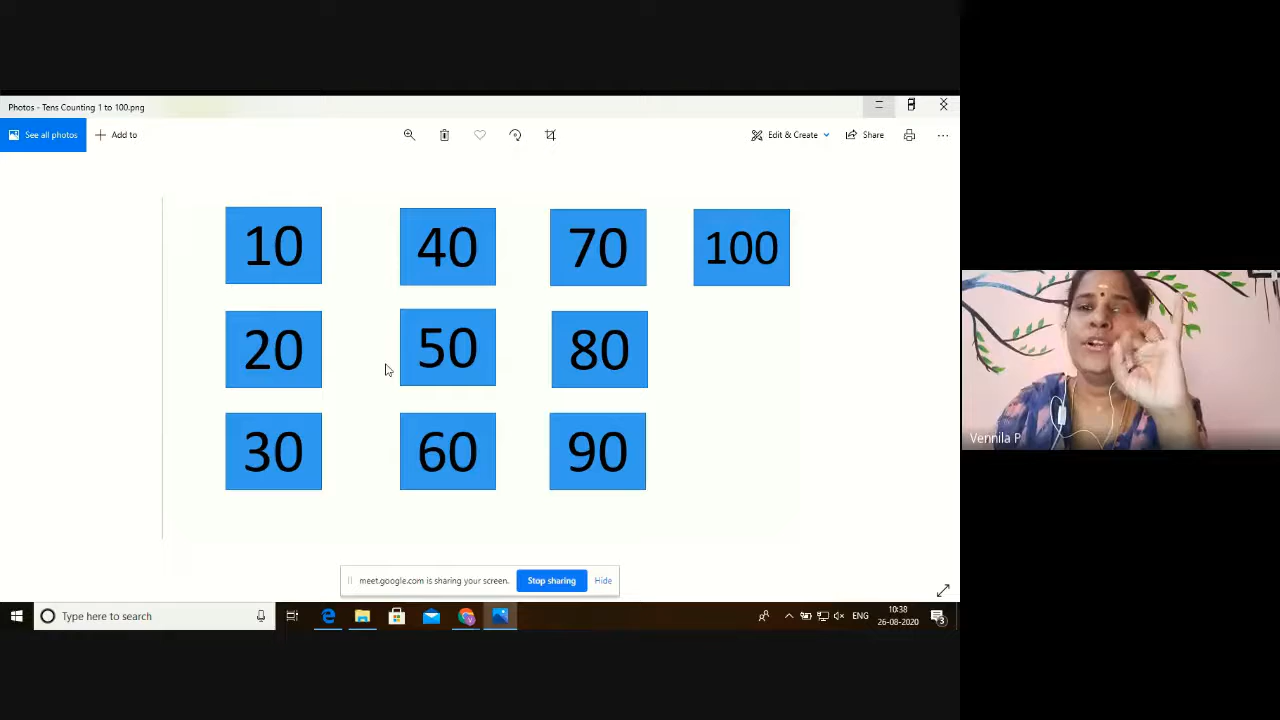 Photos - Tens Counting 1 to 100.png
See all photos
Add to
Edit & Create
Share
10 40 70 100
20 50 80
30 60 90
Vennila P
meet.google.com is sharing your screen. Stop sharing Hide
Type here to search
ENG
10:38
26-08-2020
3